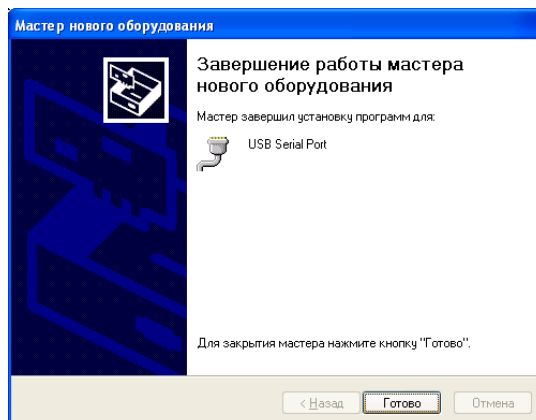 Мастер нового оборудования
Завершение работы мастера
нового оборудования
Мастер завершил установку программ для:
USB Serial Port
Для закрытия мастера нажмите кнопку "Готово".
< Назад Готово Отмена